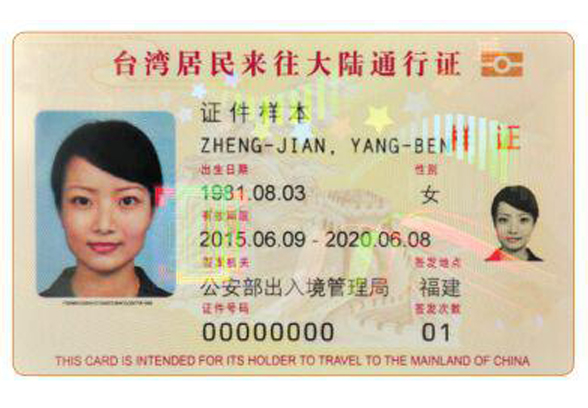 台湾居民来往大陆通行证
证件样本
ZHENG-JIAN, YANG-BEN
样 证
出生日期 性别
1981.08.03 女
有效期限
2015.06.09 - 2020.06.08
签发机关 签发地点
公安部出入境管理局 福建
证件号码 签发次数
00000000 01
THIS CARD IS INTENDED FOR ITS HOLDER TO TRAVEL TO THE MAINLAND OF CHINA